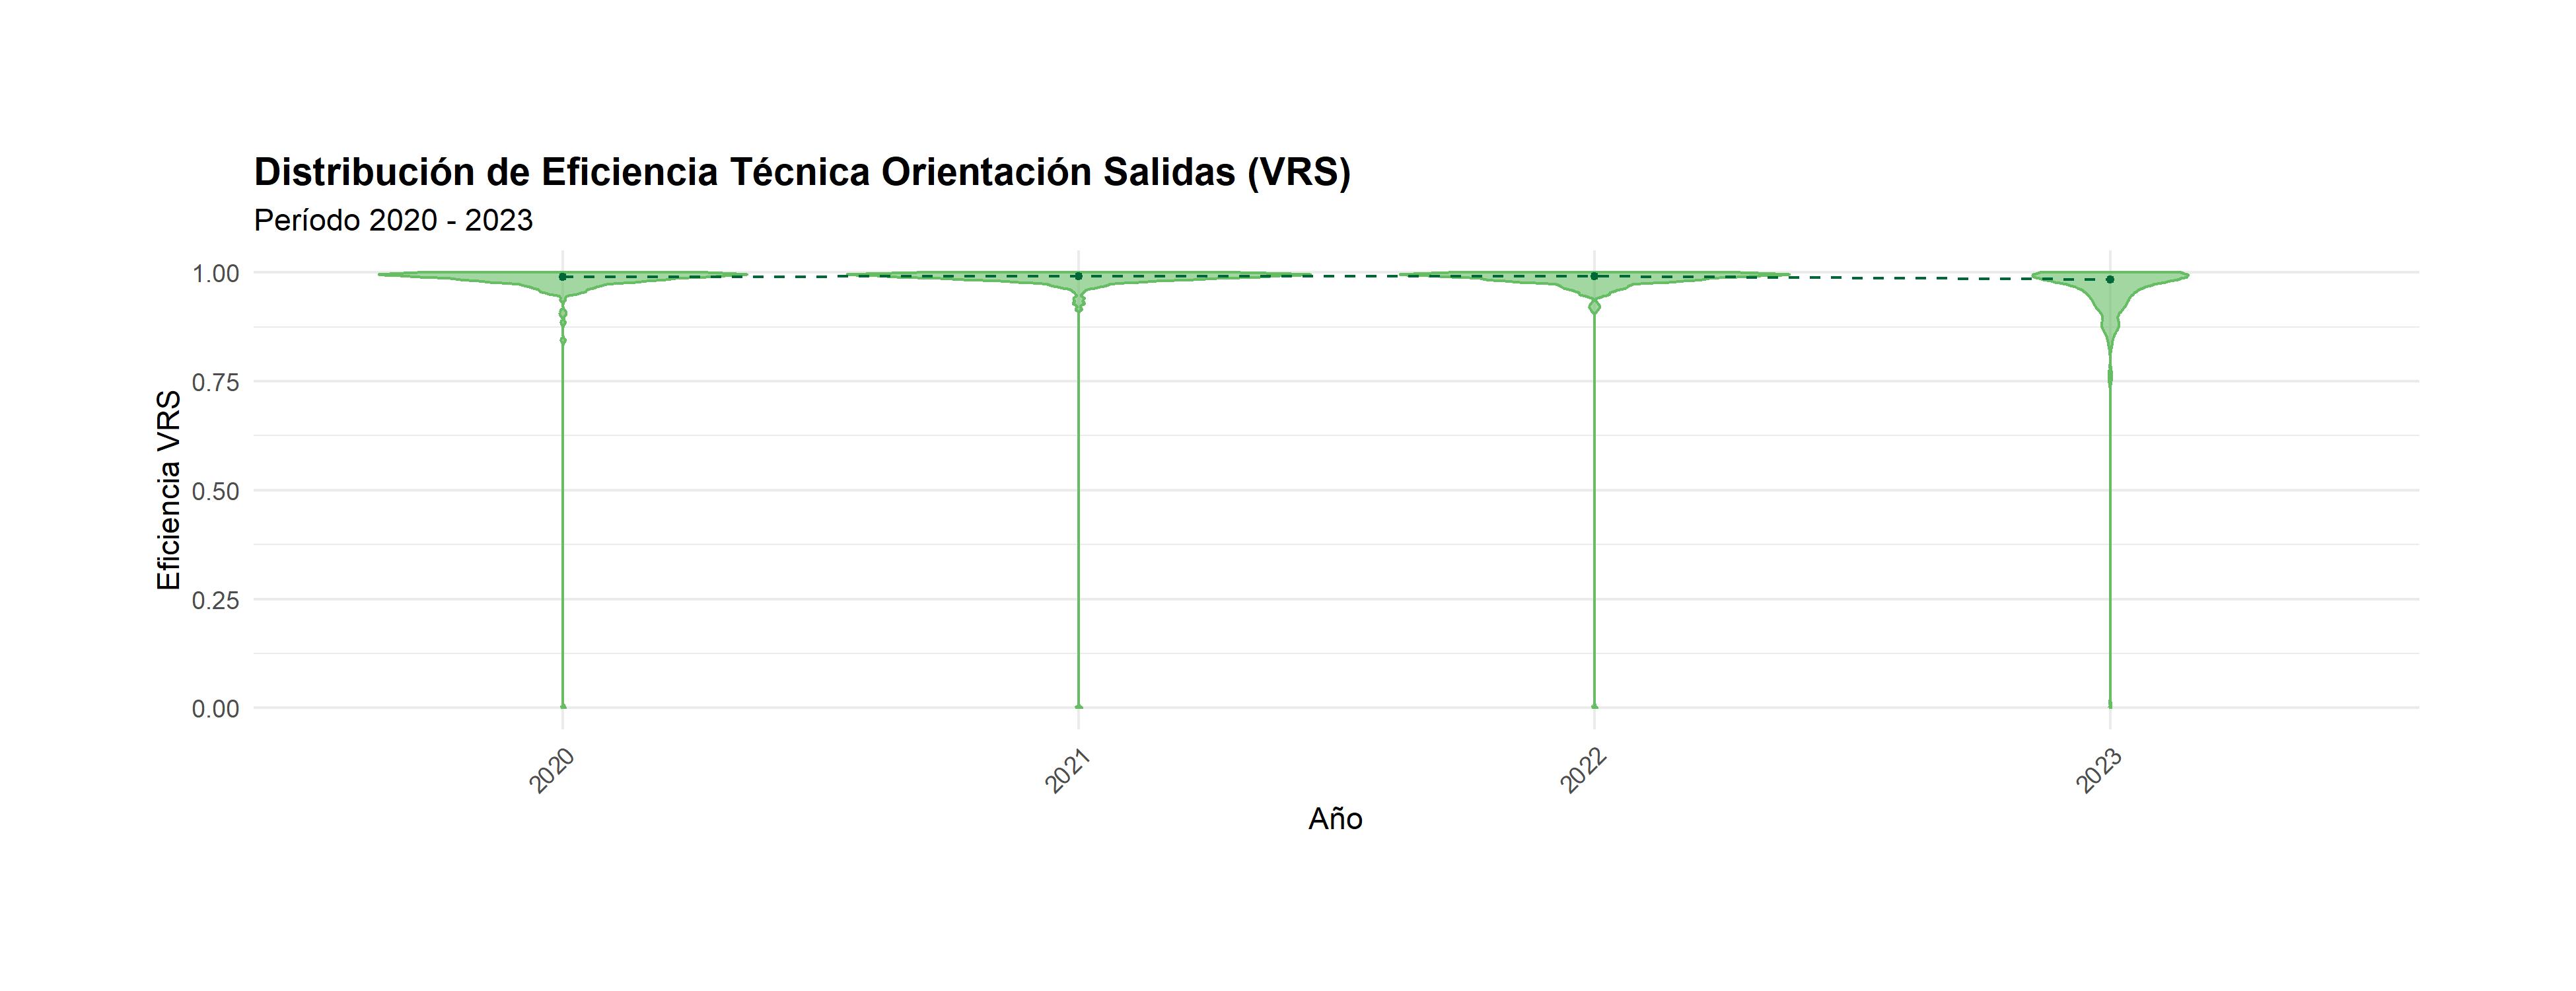 Distribución de Eficiencia Técnica Orientación Salidas (VRS)
Período 2020 - 2023
Eficiencia VRS
1.00
0.75
0.50
0.25
0.00
2020
2021
2022
2023
Año